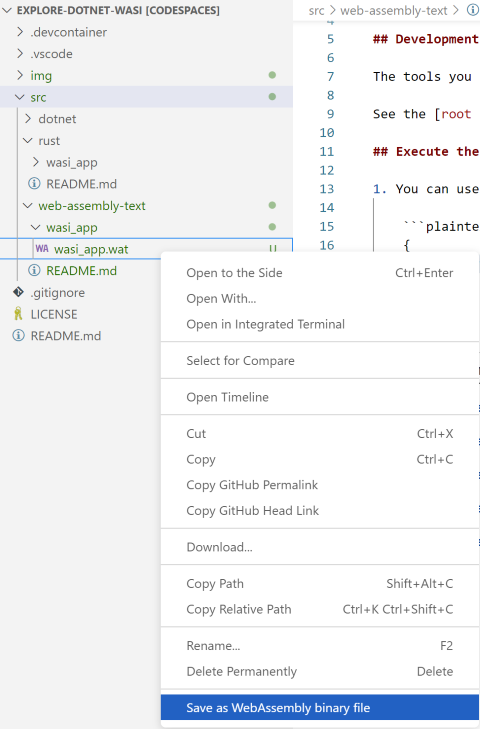 EXPLORE-DOTNET-WASI [CODESPACES]
.devcontainer
.vscode
img
src
dotnet
rust
wasi_app
README.md
web-assembly-text
wasi_app
WA wasi_app.wat U
README.md
.gitignore
LICENSE
README.md
src > web-assembly-text >
4
5 ## Development
6
7 The tools you
8
9 See the [root
10
11 ## Execute the
12
13 1. You can use
14
15 ```plainte
16 {
Open to the Side Ctrl+Enter
Open With...
Open in Integrated Terminal
Select for Compare
Open Timeline
Cut Ctrl+X
Copy Ctrl+C
Copy GitHub Permalink
Copy GitHub Head Link
Download...
Copy Path Shift+Alt+C
Copy Relative Path Ctrl+K Ctrl+Shift+C
Rename... F2
Delete Permanently Delete
Save as WebAssembly binary file